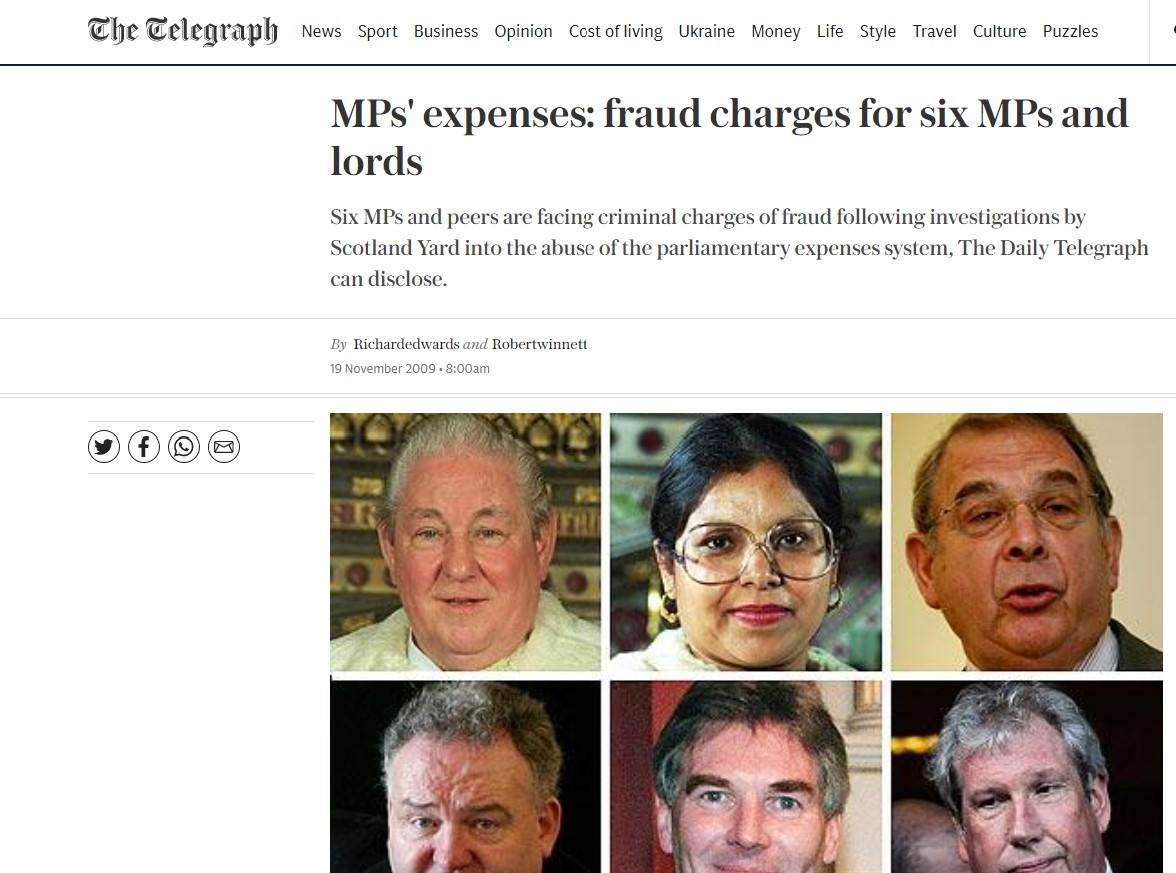 The Telegraph
News Sport Business Opinion Cost of living Ukraine Money Life Style Travel Culture Puzzles
MPs' expenses: fraud charges for six MPs and
lords
Six MPs and peers are facing criminal charges of fraud following investigations by
Scotland Yard into the abuse of the parliamentary expenses system, The Daily Telegraph
can disclose.
By Richardedwards and Robertwinnett
19 November 2009 • 8:00am